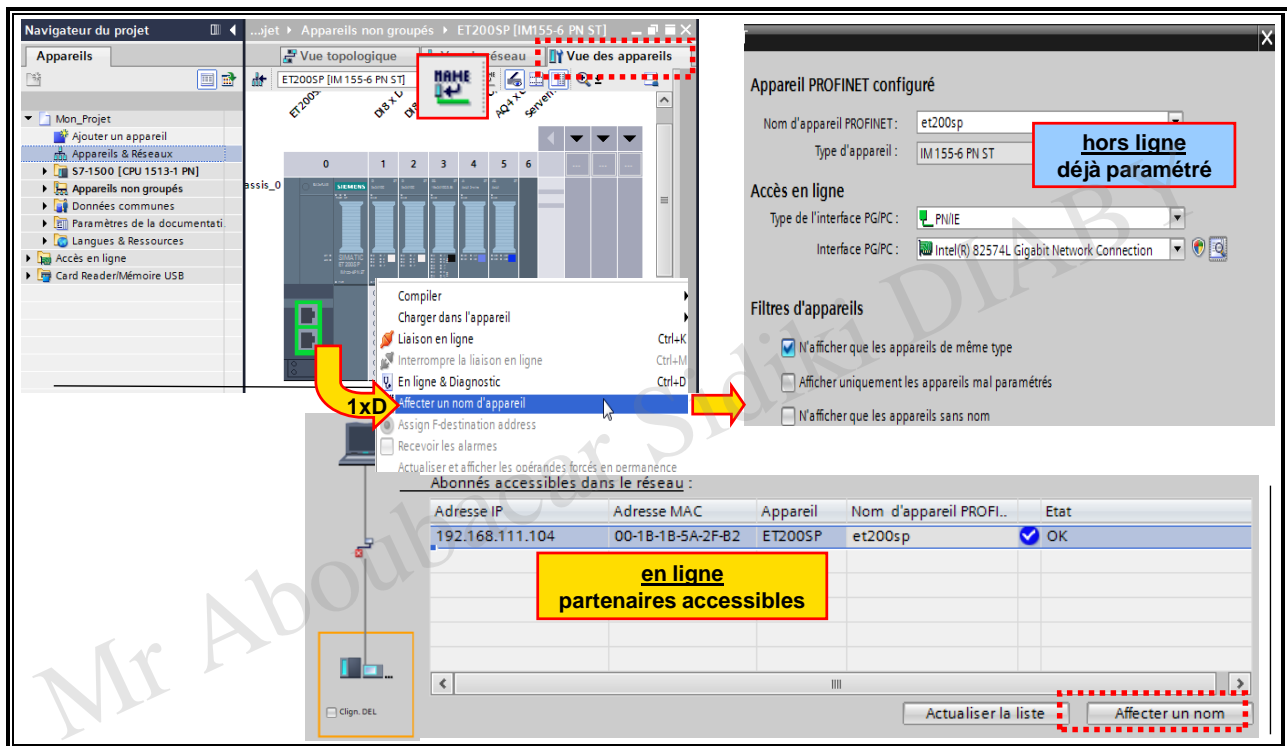 Navigateur du projet
...ojet ▸ Appareils non groupés ▸ ET200SP [IM155-6 PN ST]
Appareils
Vue topologique
éseau
Vue des appareils
ET200SP [IM 155-6 PN ST]
NAME
ET200S
DI8 x D
AQ4 x
Server
Mon_Projet
Ajouter un appareil
Appareils & Réseaux
S7-1500 [CPU 1513-1 PN]
Appareils non groupés
Données communes
Paramètres de la documentati.
Langues & Ressources
Accès en ligne
Card Reader/Mémoire USB
0 1 2 3 4 5 6
assis_0
SIEMENS
Compiler
Charger dans l'appareil
Liaison en ligne Ctrl+K
Interrompre la liaison en ligne Ctrl+M
En ligne & Diagnostic Ctrl+D
1xD
Affecter un nom d'appareil
Assign F-destination address
Recevoir les alarmes
Actualiser et afficher les opérandes forcés en permanence
X
Appareil PROFINET configuré
Nom d'appareil PROFINET : et200sp
Type d'appareil : IM 155-6 PN ST
hors ligne
déjà paramétré
Accès en ligne
Type de l'interface PG/PC : PN/IE
Interface PG/PC : Intel(R) 82574L Gigabit Network Connection
Filtres d'appareils
N'afficher que les appareils de même type
Afficher uniquement les appareils mal paramétrés
N'afficher que les appareils sans nom
Abonnés accessibles dans le réseau :
Adresse IP Adresse MAC Appareil Nom d'appareil PROFI.. Etat
192.168.111.104 00-1B-1B-5A-2F-B2 ET200SP et200sp OK
en ligne
partenaires accessibles
Clign. DEL
Actualiser la liste
Affecter un nom
Mr Aboubacar Sidiki DIABY